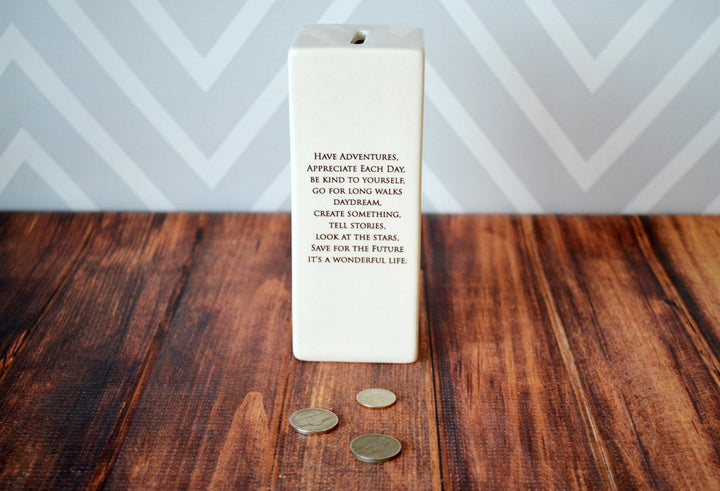 Have Adventures,
Appreciate Each Day,
be kind to yourself,
go for long walks
daydream,
create something,
tell stories,
look at the stars,
Save for the Future
it's a wonderful life.